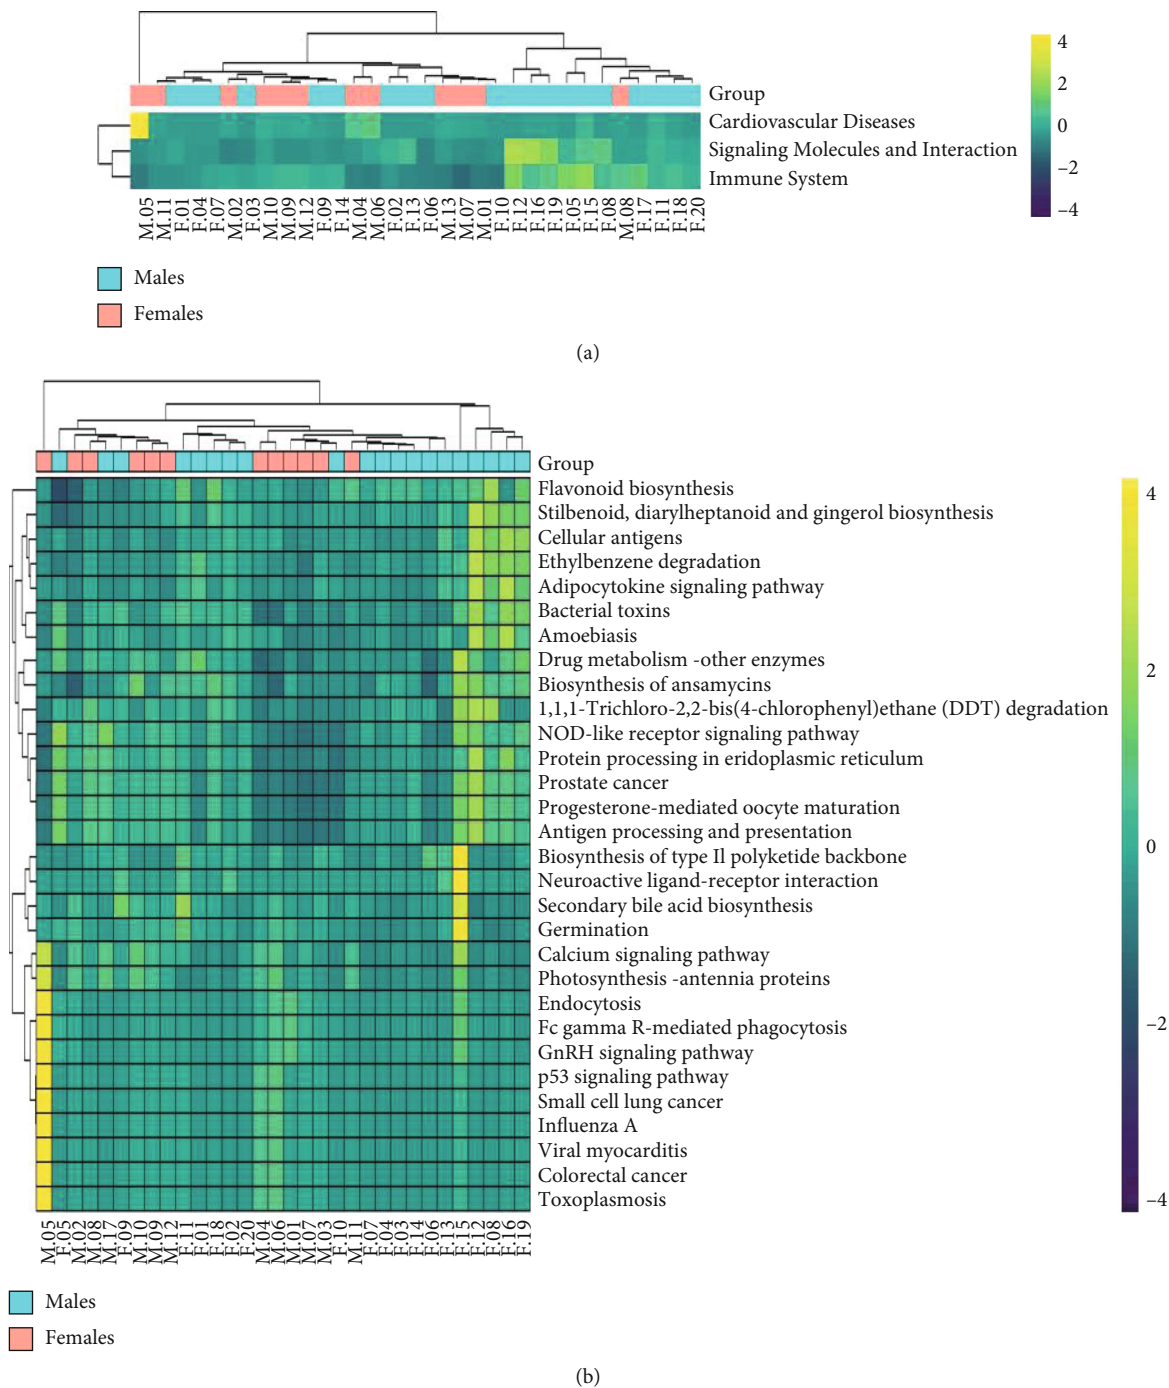 4
2
0
−2
−4
Group
Cardiovascular Diseases
Signaling Molecules and Interaction
Immune System
M.05 M.11 F.01 F.04 F.07 M.02 F.03 M.10 M.09 M.12 F.09 F.14 M.04 M.06 F.02 F.13 F.06 M.13 M.07 M.01 F.10 F.12 F.16 F.19 F.05 F.15 F.08 M.08 F.17 F.11 F.18 F.20
Males
Females
(a)
Group
Flavonoid biosynthesis
Stilbenoid, diarylheptanoid and gingerol biosynthesis
Cellular antigens
Ethylbenzene degradation
Adipocytokine signaling pathway
Bacterial toxins
Amoebiasis
Drug metabolism -other enzymes
Biosynthesis of ansamycins
1,1,1-Trichloro-2,2-bis(4-chlorophenyl)ethane (DDT) degradation
NOD-like receptor signaling pathway
Protein processing in eridoplasmic reticulum
Prostate cancer
Progesterone-mediated oocyte maturation
Antigen processing and presentation
Biosynthesis of type Il polyketide backbone
Neuroactive ligand-receptor interaction
Secondary bile acid biosynthesis
Germination
Calcium signaling pathway
Photosynthesis -antennia proteins
Endocytosis
Fc gamma R-mediated phagocytosis
GnRH signaling pathway
p53 signaling pathway
Small cell lung cancer
Influenza A
Viral myocarditis
Colorectal cancer
Toxoplasmosis
4
2
0
−2
−4
M.05 F.05 M.02 M.08 M.17 F.09 M.10 M.09 M.12 F.11 F.01 F.18 F.02 F.20 M.04 M.06 M.01 M.07 M.03 F.10 M.11 F.07 F.04 F.03 F.14 F.06 F.13 F.15 F.12 F.08 F.16 F.19
Males
Females
(b)